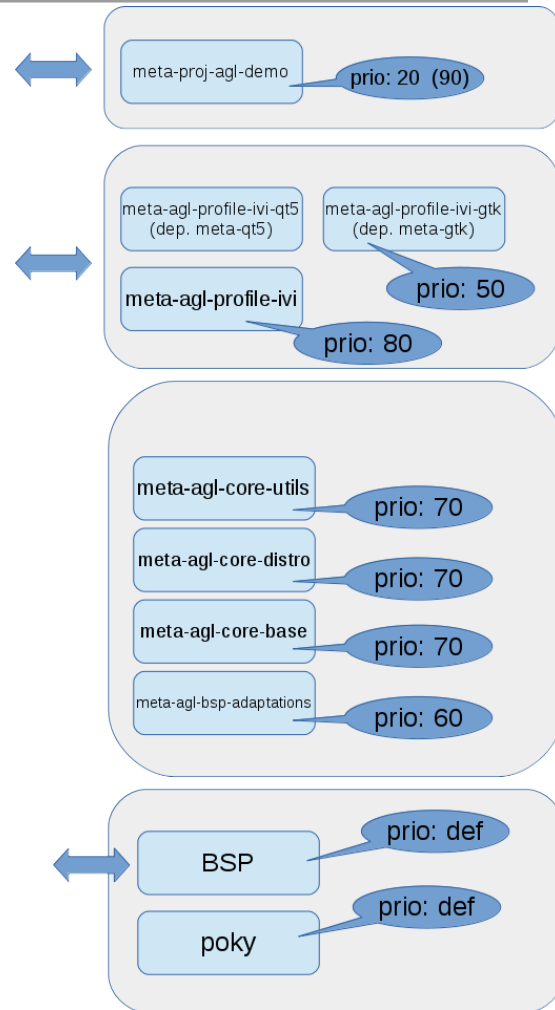 meta-proj-agl-demo
prio: 20 (90)
meta-agl-profile-ivi-qt5
(dep. meta-qt5)
meta-agl-profile-ivi-gtk
(dep. meta-gtk)
prio: 50
meta-agl-profile-ivi
prio: 80
meta-agl-core-utils
prio: 70
meta-agl-core-distro
prio: 70
meta-agl-core-base
prio: 70
meta-agl-bsp-adaptations
prio: 60
prio: def
BSP
prio: def
poky